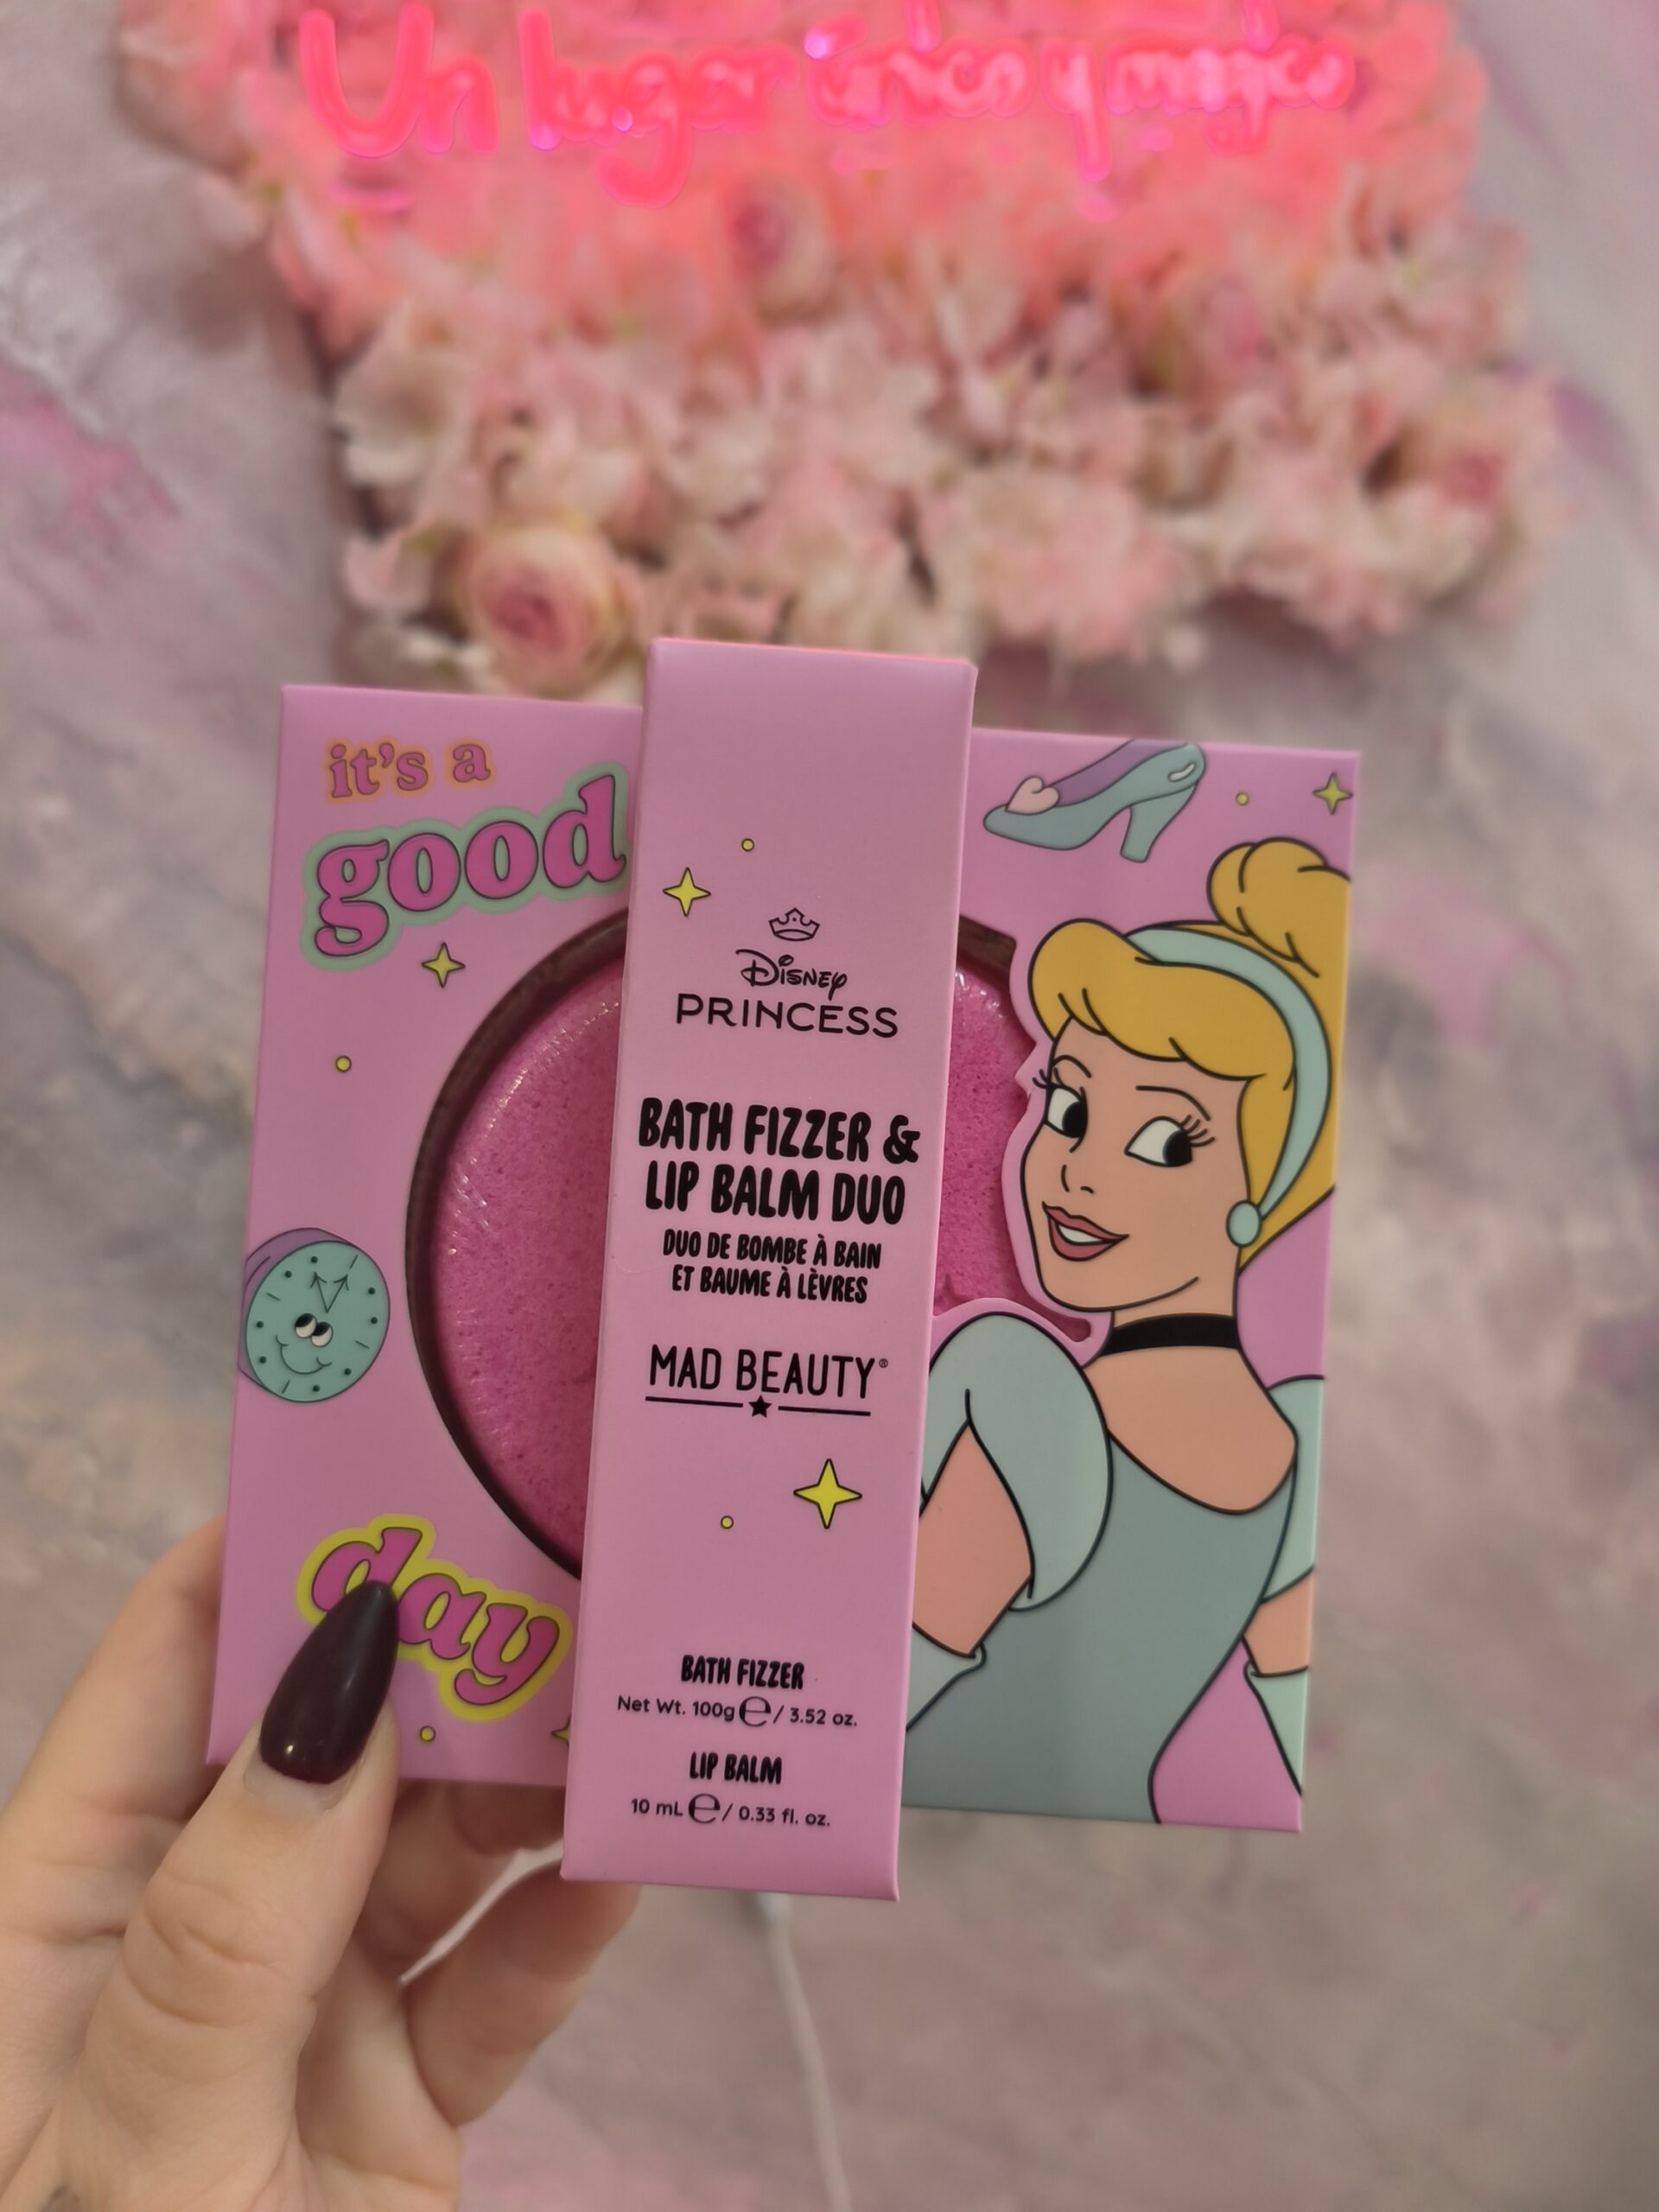 Un lugar único y mágico
it's a
good
day
Disney
PRINCESS
BATH FIZZER &
LIP BALM DUO
DUO DE BOMBE À BAIN
ET BAUME À LÈVRES
MAD BEAUTY®
BATH FIZZER
Net Wt. 100g ℮ / 3.52 oz.
LIP BALM
10 mL ℮ / 0.33 fl. oz.